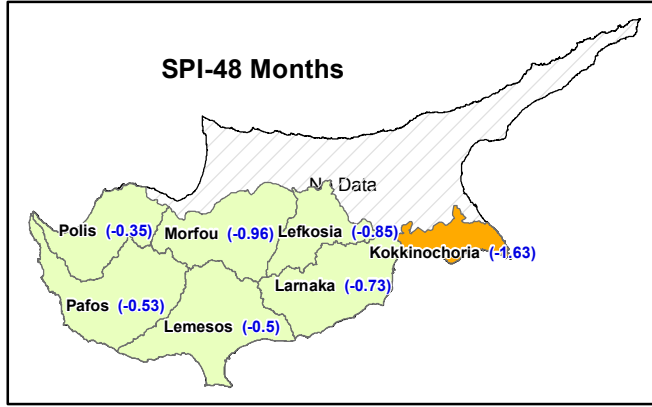 SPI-48 Months
No Data
Polis (-0.35)
Morfou (-0.96)
Lefkosia (-0.85)
Kokkinochoria (-1.63)
Larnaka (-0.73)
Pafos (-0.53)
Lemesos (-0.5)